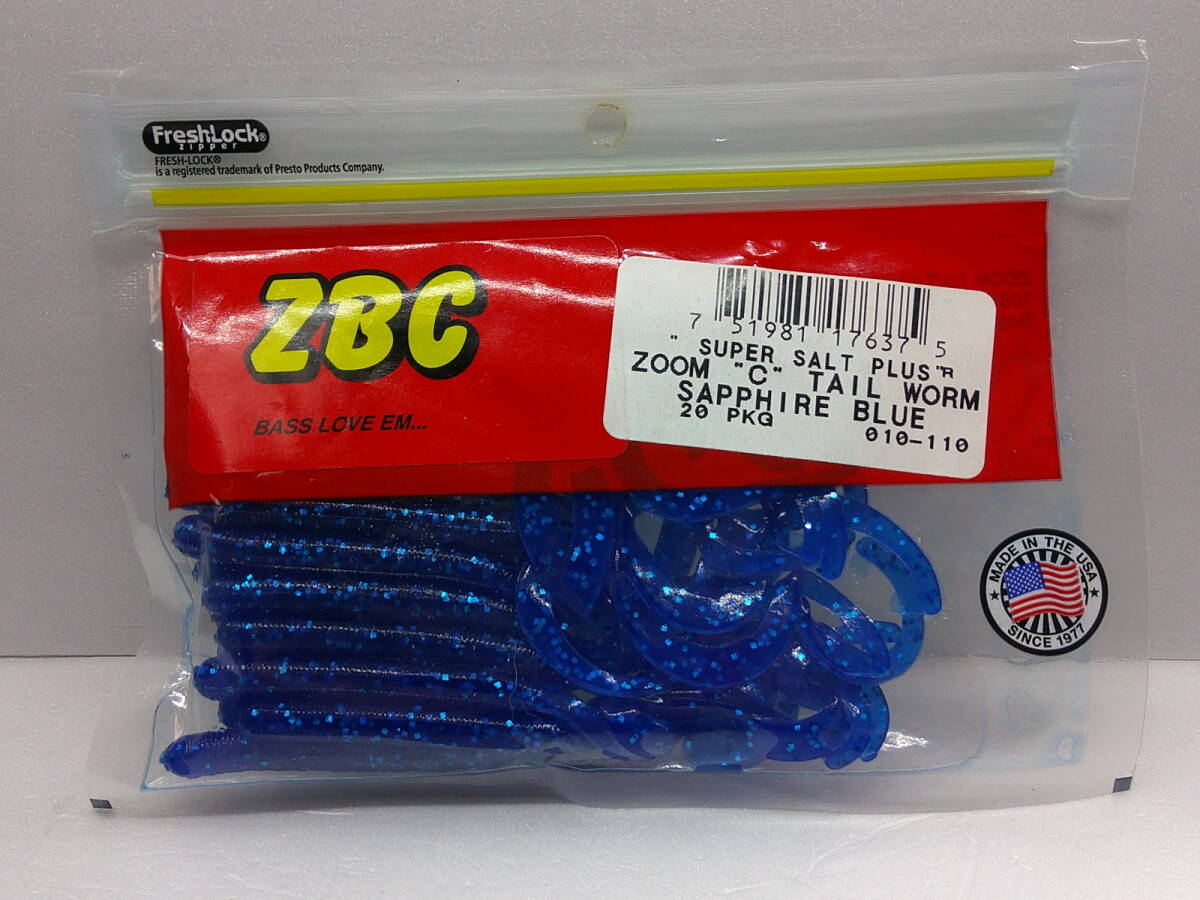 FreshLock®
zipper
FRESH-LOCK®
is a registered trademark of Presto Products Company.
ZBC
BASS LOVE EM...
7 51981 17637 5
" SUPER SALT PLUS"R
ZOOM "C" TAIL WORM
SAPPHIRE BLUE
20 PKG
010-110
MADE IN THE USA
SINCE 1977